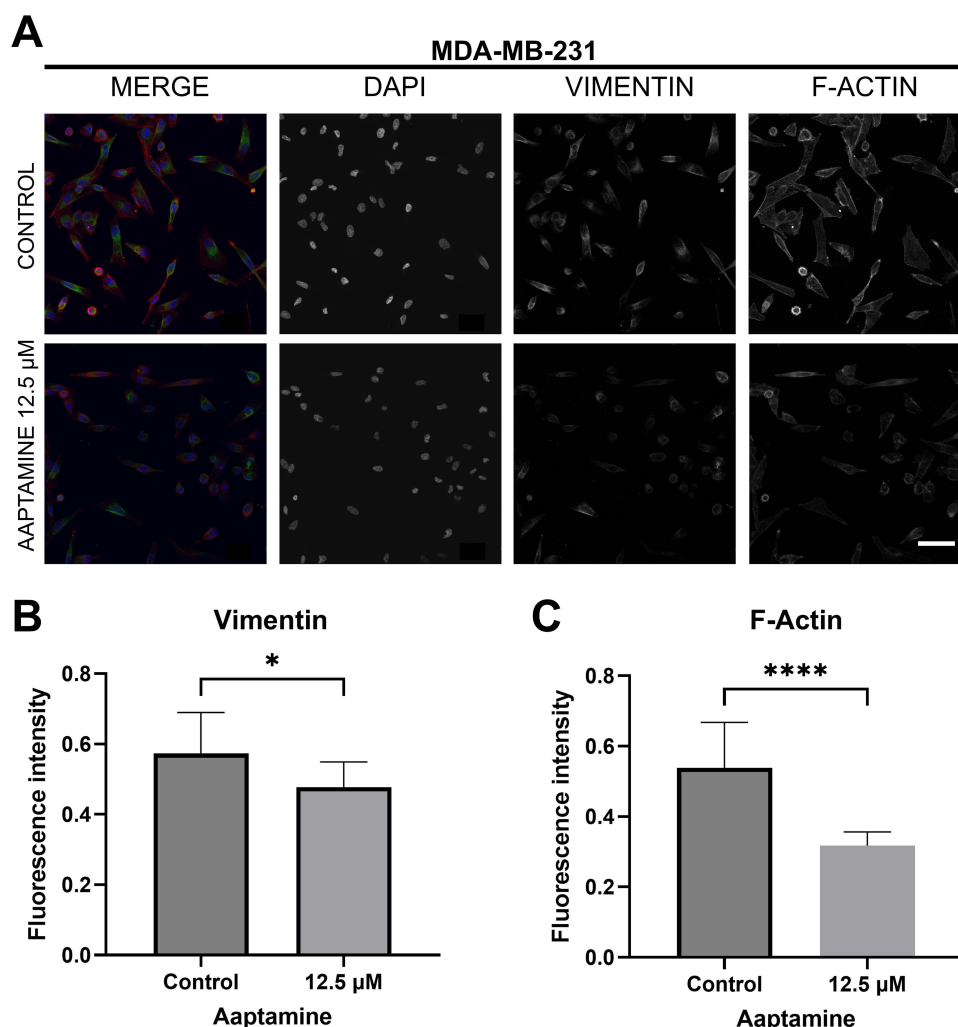 A
MDA-MB-231
MERGE DAPI VIMENTIN F-ACTIN
CONTROL
AAPTAMINE 12.5 µM
B
Vimentin
*
Fluorescence intensity
0.8
0.6
0.4
0.2
0.0
Control 12.5 µM
Aaptamine
C
F-Actin
****
Fluorescence intensity
0.8
0.6
0.4
0.2
0.0
Control 12.5 µM
Aaptamine